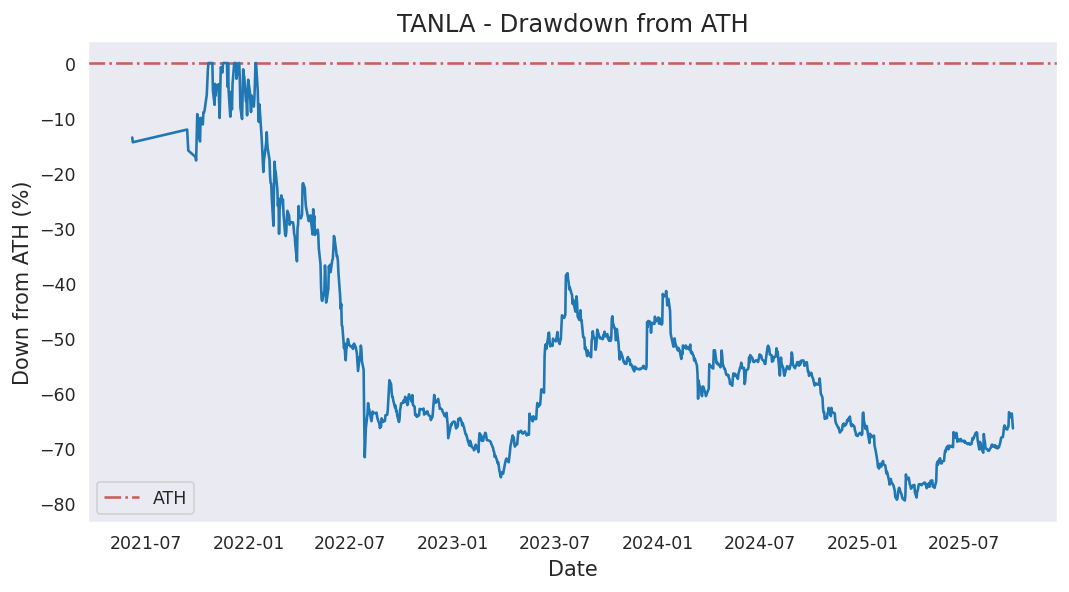 TANLA - Drawdown from ATH
Down from ATH (%)
0
−10
−20
−30
−40
−50
−60
−70
−80
ATH
2021-07 2022-01 2022-07 2023-01 2023-07 2024-01 2024-07 2025-01 2025-07
Date